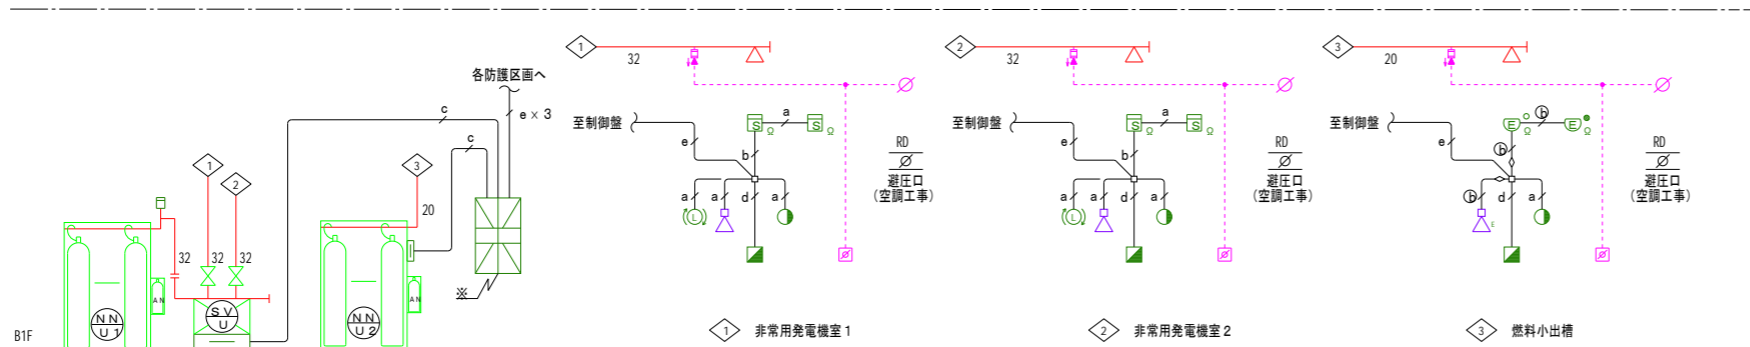 各防護区画へ
c
e × 3
c
1
2
3
20
32
32
32
※
A N
A N
N N
U 1
S V
U
N N
U 2
B1F
1
32
至制御盤
e
S
Ω
a
S
Ω
b
a
a
d
a
L
RD
避圧口
(空調工事)
1
非常用発電機室1
2
32
至制御盤
e
S
Ω
a
S
Ω
b
a
a
d
a
L
RD
避圧口
(空調工事)
2
非常用発電機室2
3
20
至制御盤
e
E
Ω
b
E
Ω
b
b
d
a
E
RD
避圧口
(空調工事)
3
燃料小出槽